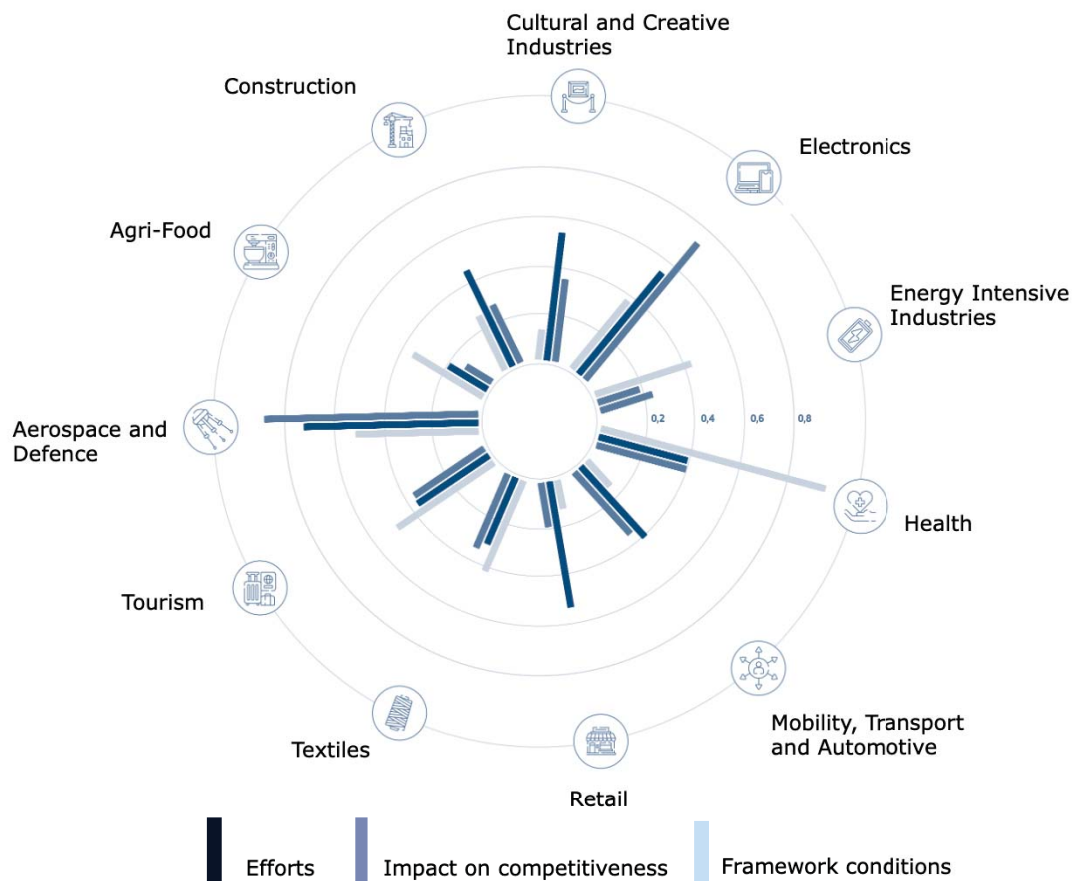 Cultural and Creative
Industries
Construction
Electronics
Agri-Food
Energy Intensive
Industries
0,2 0,4 0,6 0,8
Aerospace and
Defence
Health
Tourism
Mobility, Transport
and Automotive
Textiles
Retail
Efforts
Impact on competitiveness
Framework conditions